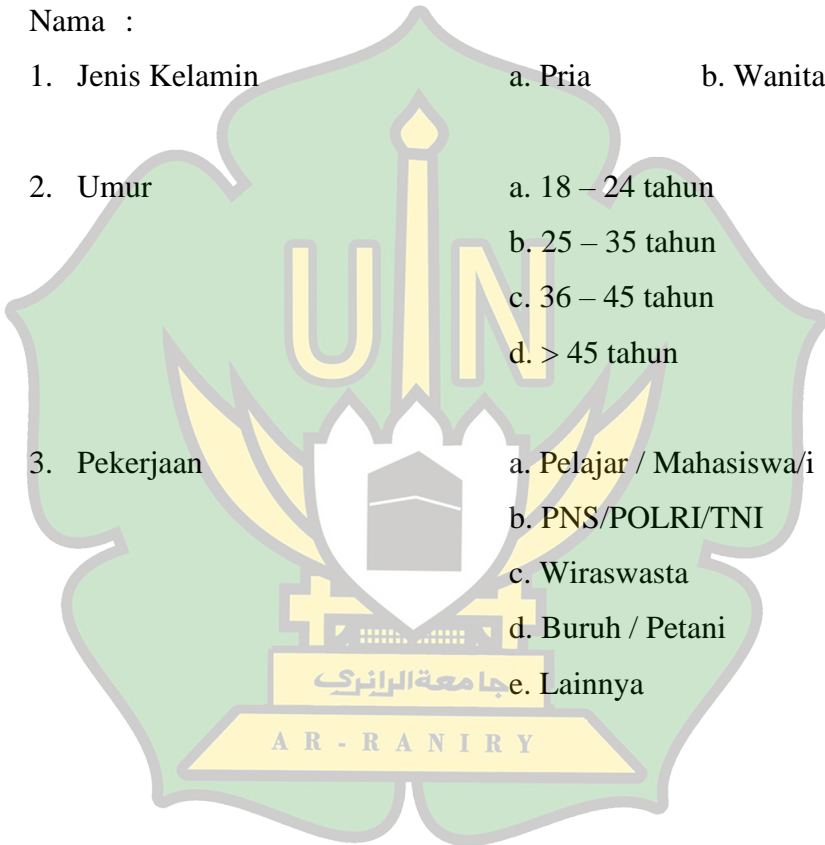 Nama :
1. Jenis Kelamin a. Pria b. Wanita
2. Umur a. 18 – 24 tahun
b. 25 – 35 tahun
c. 36 – 45 tahun
d. > 45 tahun
UIN
3. Pekerjaan a. Pelajar / Mahasiswa/i
b. PNS/POLRI/TNI
c. Wiraswasta
d. Buruh / Petani
e. Lainnya
جامعة الرانري
AR-RANIRY